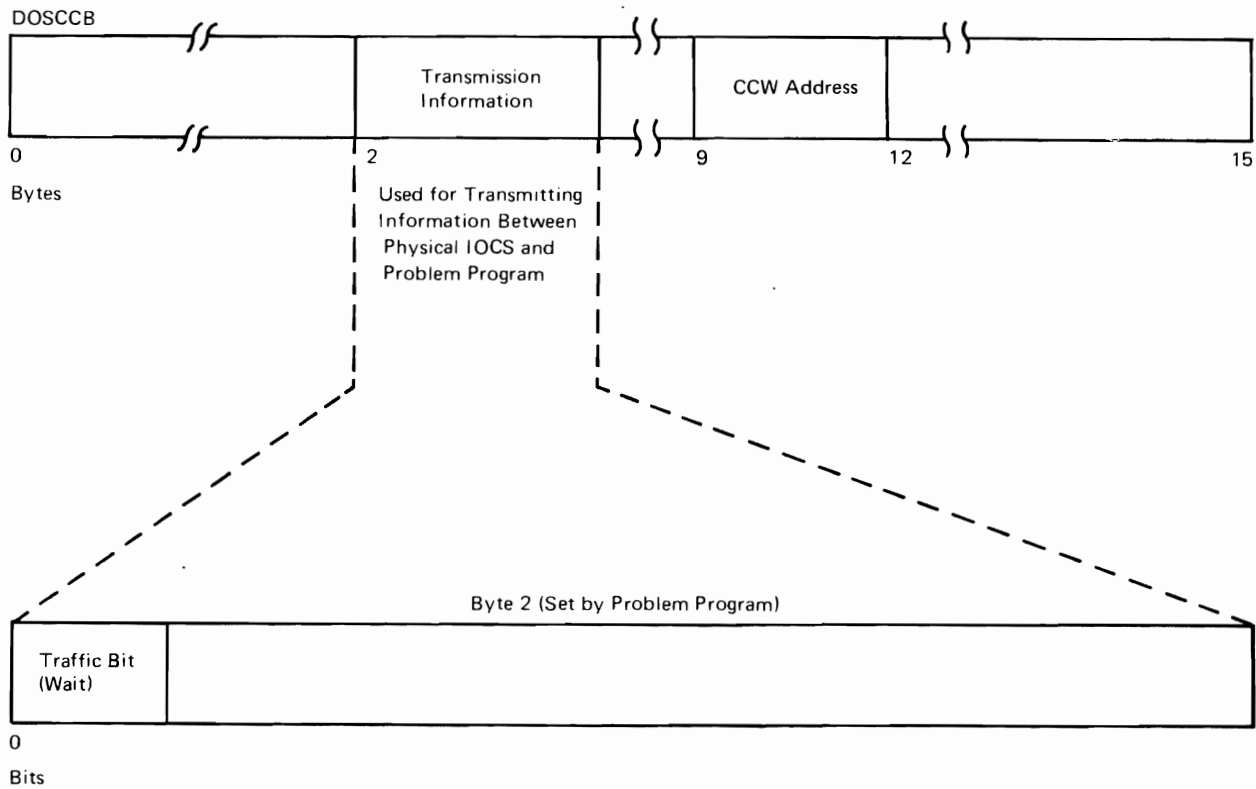 DOSCCB
Transmission
Information
CCW Address
0
2
9
12
15
Bytes
Used for Transmitting
Information Between
Physical IOCS and
Problem Program
Byte 2 (Set by Problem Program)
Traffic Bit
(Wait)
0
Bits